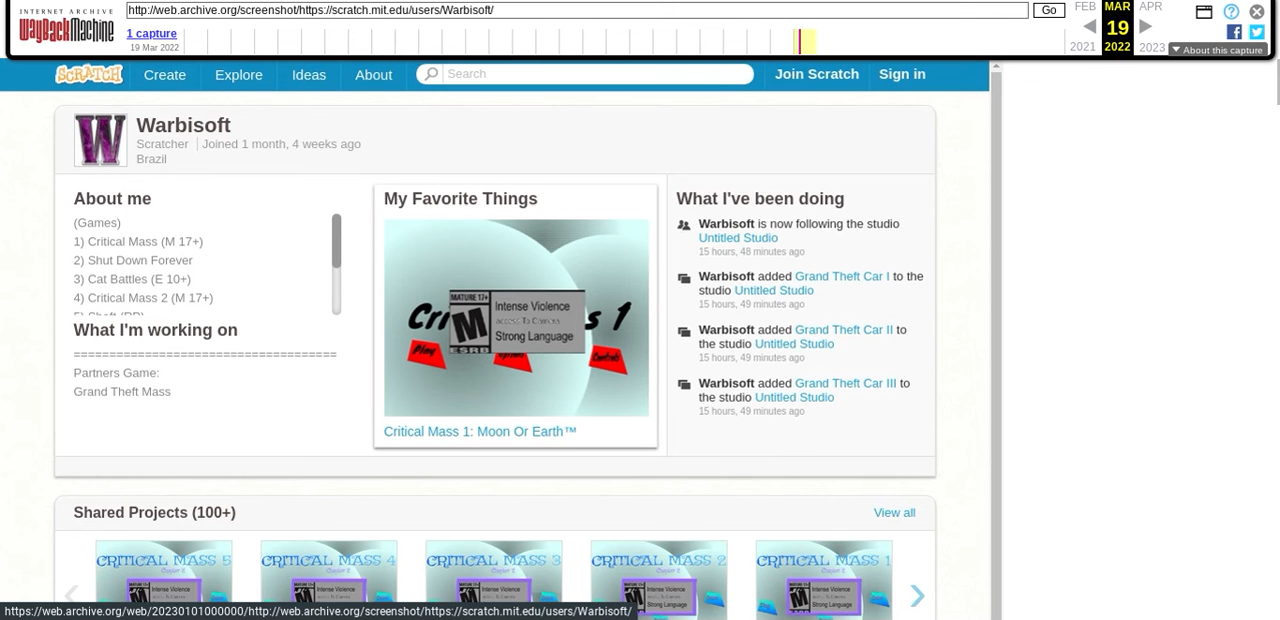 INTERNET ARCHIVE
WayBackMachine
http://web.archive.org/screenshot/https://scratch.mit.edu/users/Warbisoft/
Go
FEB MAR APR
1 capture
19 Mar 2022
19
2021 2022 2023
About this capture
SCRATCH Create Explore Ideas About Search Join Scratch Sign in
W
Warbisoft
Scratcher Joined 1 month, 4 weeks ago
Brazil
About me
(Games)
1) Critical Mass (M 17+)
2) Shut Down Forever
3) Cat Battles (E 10+)
4) Critical Mass 2 (M 17+)
What I'm working on
=====================================
Partners Game:
Grand Theft Mass
My Favorite Things
MATURE 17+
M
ESRB
Intense Violence
access To Camera
Strong Language
s 1
Play
Controls
Critical Mass 1: Moon Or Earth™
What I've been doing
Warbisoft is now following the studio
Untitled Studio
15 hours, 48 minutes ago
Warbisoft added Grand Theft Car I to the
studio Untitled Studio
15 hours, 49 minutes ago
Warbisoft added Grand Theft Car II to
the studio Untitled Studio
15 hours, 49 minutes ago
Warbisoft added Grand Theft Car III to
the studio Untitled Studio
15 hours, 49 minutes ago
Shared Projects (100+)
View all
CRITICAL MASS 5
CRITICAL MASS 4
CRITICAL MASS 3
CRITICAL MASS 2
CRITICAL MASS 1
https://web.archive.org/web/20230101000000/http://web.archive.org/screenshot/https://scratch.mit.edu/users/Warbisoft/